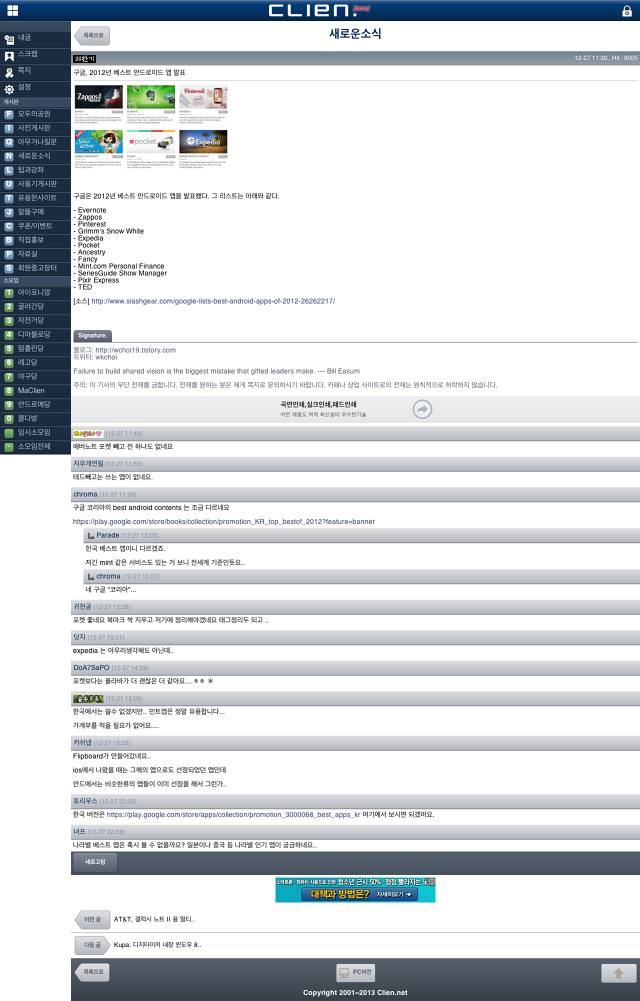 CLIEN.
내글
스크랩
쪽지
설정
게시판
F 모두의공원
I 사진게시판
Q 아무거나질문
N 새로운소식
L 팁과강좌
U 사용기게시판
T 유용한사이트
J 알뜰구매
C 쿠폰/이벤트
B 직접홍보
P 자료실
S 회원중고장터
소모임
1 아이포니앙
2 굴러간당
3 자전거당
4 디아블로당
5 땀흘린당
6 레고당
7 야구당
8 MaClien
9 안드로메당
0 클다방
임시소모임
소모임전체
목록으로
새로운소식
최완기
12-27 11:30 , Hit : 9005
구글, 2012년 베스트 안드로이드 앱 발표
Zappos
Pinterest
pocket
Expedia
구글은 2012년 베스트 안드로이드 앱을 발표했다. 그 리스트는 아래와 같다.
- Evernote
- Zappos
- Pinterest
- Grimm's Snow White
- Expedia
- Pocket
- Ancestry
- Fancy
- Mint.com Personal Finance
- SeriesGuide Show Manager
- Pixlr Express
- TED
[소스] http://www.slashgear.com/google-lists-best-android-apps-of-2012-26262217/
Signature.
블로그: http://wchoi19.tistory.com
트위터: wkchoi
Failure to build shared vision is the biggest mistake that gifted leaders make. --- Bill Easum
주의: 이 기사의 무단 전재를 금합니다. 전재를 원하는 분은 제게 쪽지로 문의하시기 바랍니다. 카페나 상업 사이트로의 전재는 원칙적으로 허락하지 않습니다.
곡면인쇄,실크인쇄,패드인쇄
어떤 제품도 척척 최신설비 우수한기술
(12-27 11:49)
에버노트 포켓 빼고 전 하나도 없네요
지우개연필 (12-27 11:55)
테드빼고는 쓰는 앱이 없네요.
chroma (12-27 11:55)
구글 코리아의 best android contents 는 조금 다르네요
https://play.google.com/store/books/collection/promotion_KR_top_bestof_2012?feature=banner
Parade (12-27 12:03)
한국 베스트 앱이니 다르겠죠.
저긴 mint 같은 서비스도 있는 거 보니 전세계 기준인듯요..
chroma (12-27 13:07)
네 구글 "코리아"...
귀천공 (12-27 12:26)
포켓 좋네요 북마크 싹 지우고 저기에 정리해야겠네요 태그정리두 되고 ..
닷지 (12-27 13:21)
expedia 는 아무리생각해도 아닌데..
DoA7SaPO (12-27 14:29)
포켓보다는 플라바가 더 괜찮은 더 같아요....ㅎㅎ ㅊ
(12-27 15:06)
한국에서는 쓸수 없겠지만.. 민트앱은 정말 유용합니다...
가계부를 적을 필요가 없어요....
카쉬냅 (12-27 15:25)
Flipboard가 안들어갔네요..
ios에서 나왔을 때는 그해의 앱으로도 선정되었던 앱인데
안드에서는 비슷한류의 앱들이 이미 선점을 해서 그런가..
토리우스 (12-27 22:25)
한국 버전은 https://play.google.com/store/apps/collection/promotion_3000068_best_apps_kr 여기에서 보시면 되겠어요.
녀프 (12-27 22:53)
나라별 베스트 앱은 혹시 볼 수 없을까요? 일본이나 중국 등 나라별 인기 앱이 궁금하네요..
새로고침
스마트폰·컴퓨터 사용으로 인한 청소년 근시 50%·점점 빨라지는 노
대책과 방법은? 자세히보기
이전 글
AT&T, 갤럭시 노트 II 용 멀티..
다음 글
Kupa: 디지타이저 내장 윈도우 8..
목록으로
PC버전
Copyright 2001~2013 Clien.net